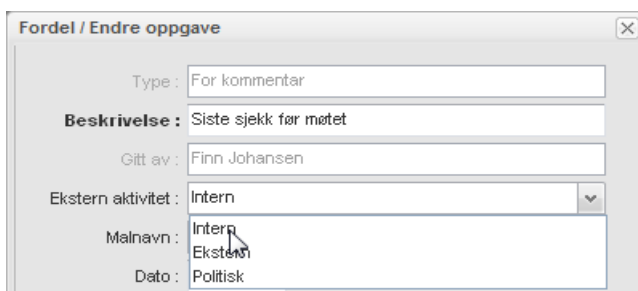 Fordel / Endre oppgave
Type : For kommentar
Beskrivelse : Siste sjekk før møtet
Gitt av : Finn Johansen
Ekstern aktivitet : Intern
Malnavn : Intern
Ekstern
Dato : Politisk